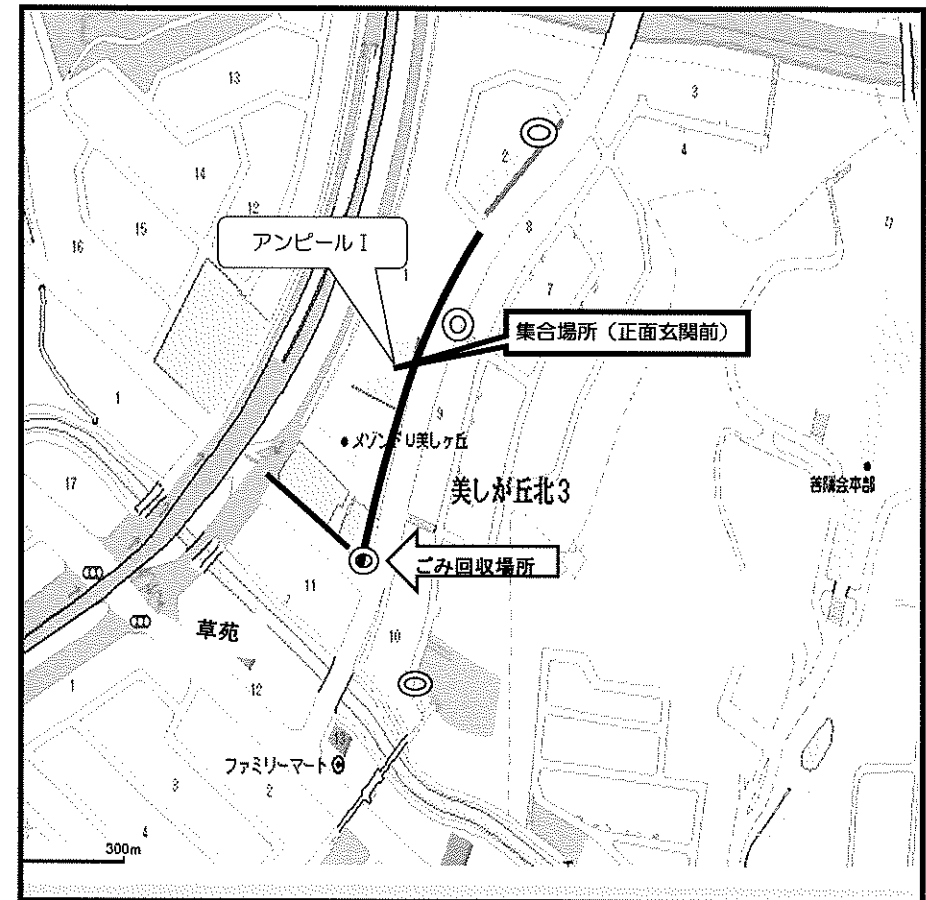 13
3
14
2
4
12
15
アンピールⅠ
16
8
1
7
集合場所（正面玄関前）
1
9
メゾンドU美しヶ丘
美しが丘北3
17
善隣会本部
ごみ回収場所
11
草苑
10
1
12
ファミリーマート
13
3
2
4
300m